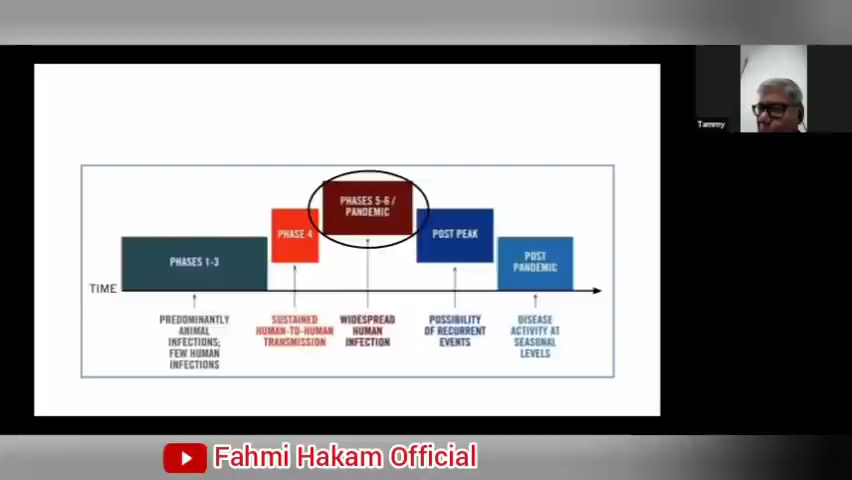 Tammy
PHASES 5-6 /
PANDEMIC
PHASE 4
POST PEAK
PHASES 1-3
POST
PANDEMIC
TIME
PREDOMINANTLY
ANIMAL
INFECTIONS;
FEW HUMAN
INFECTIONS
SUSTAINED
HUMAN-TO-HUMAN
TRANSMISSION
WIDESPREAD
HUMAN
INFECTION
POSSIBILITY
OF RECURRENT
EVENTS
DISEASE
ACTIVITY AT
SEASONAL
LEVELS
Fahmi Hakam Official